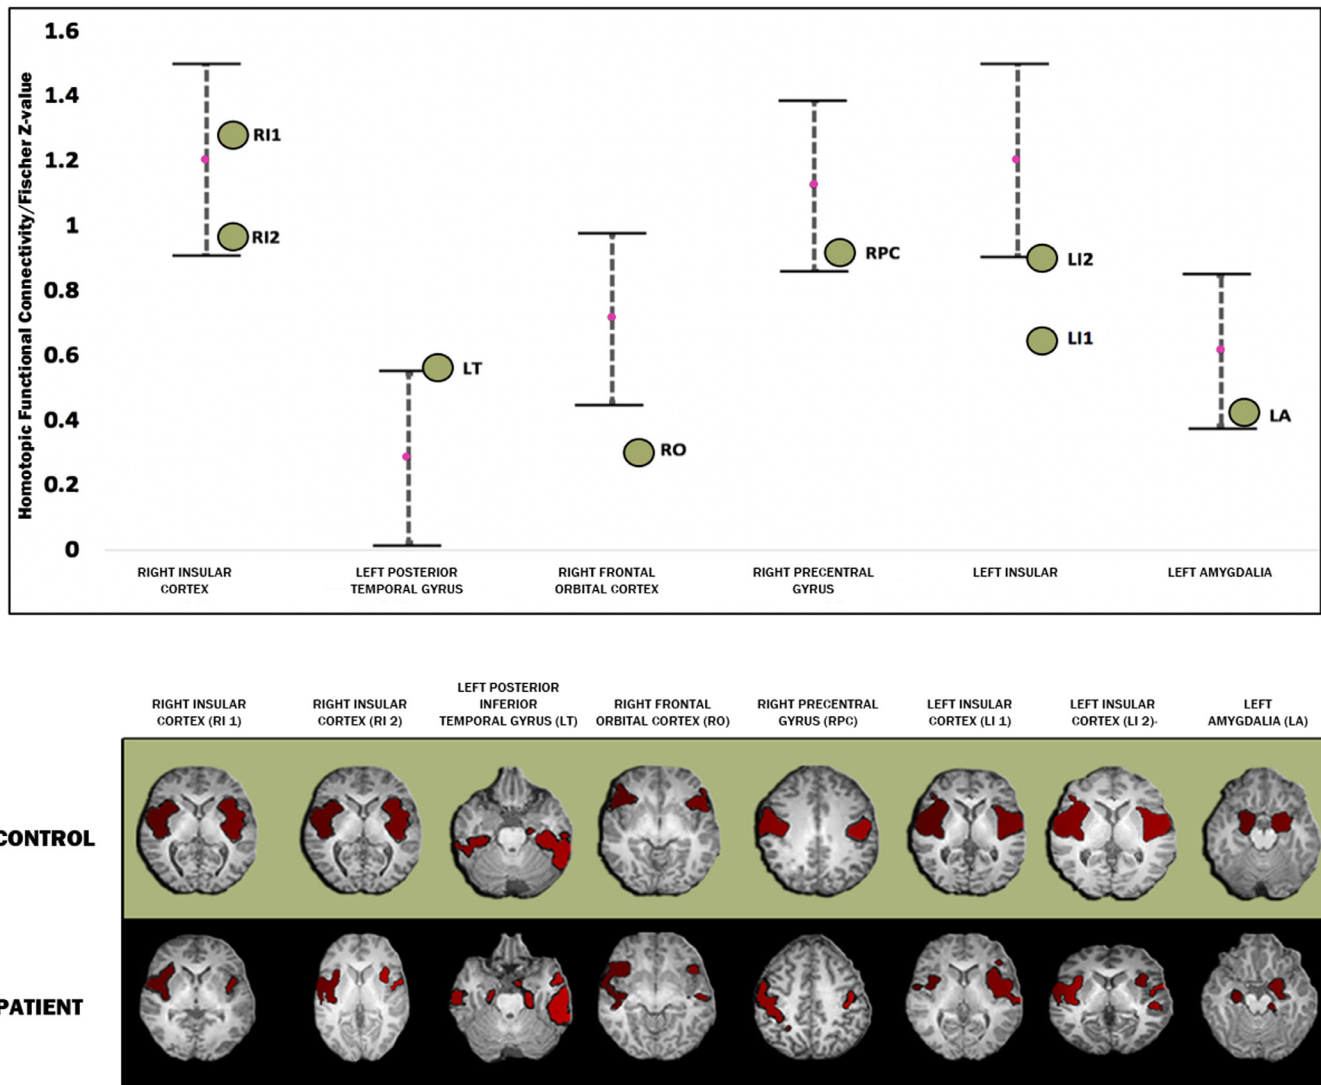 Homotopic Functional Connectivity/Fischer Z-value
1.6
1.4
1.2
1
0.8
0.6
0.4
0.2
0
RI1
RI2
LT
RO
RPC
LI2
LI1
LA
RIGHT INSULAR
CORTEX
LEFT POSTERIOR
TEMPORAL GYRUS
RIGHT FRONTAL
ORBITAL CORTEX
RIGHT PRECENTRAL
GYRUS
LEFT INSULAR
LEFT AMYGDALIA
RIGHT INSULAR
CORTEX (RI 1)
RIGHT INSULAR
CORTEX (RI 2)
LEFT POSTERIOR
INFERIOR
TEMPORAL GYRUS (LT)
RIGHT FRONTAL
ORBITAL CORTEX (RO)
RIGHT PRECENTRAL
GYRUS (RPC)
LEFT INSULAR
CORTEX (LI 1)
LEFT INSULAR
CORTEX (LI 2)-
LEFT
AMYGDALIA (LA)
CONTROL
PATIENT